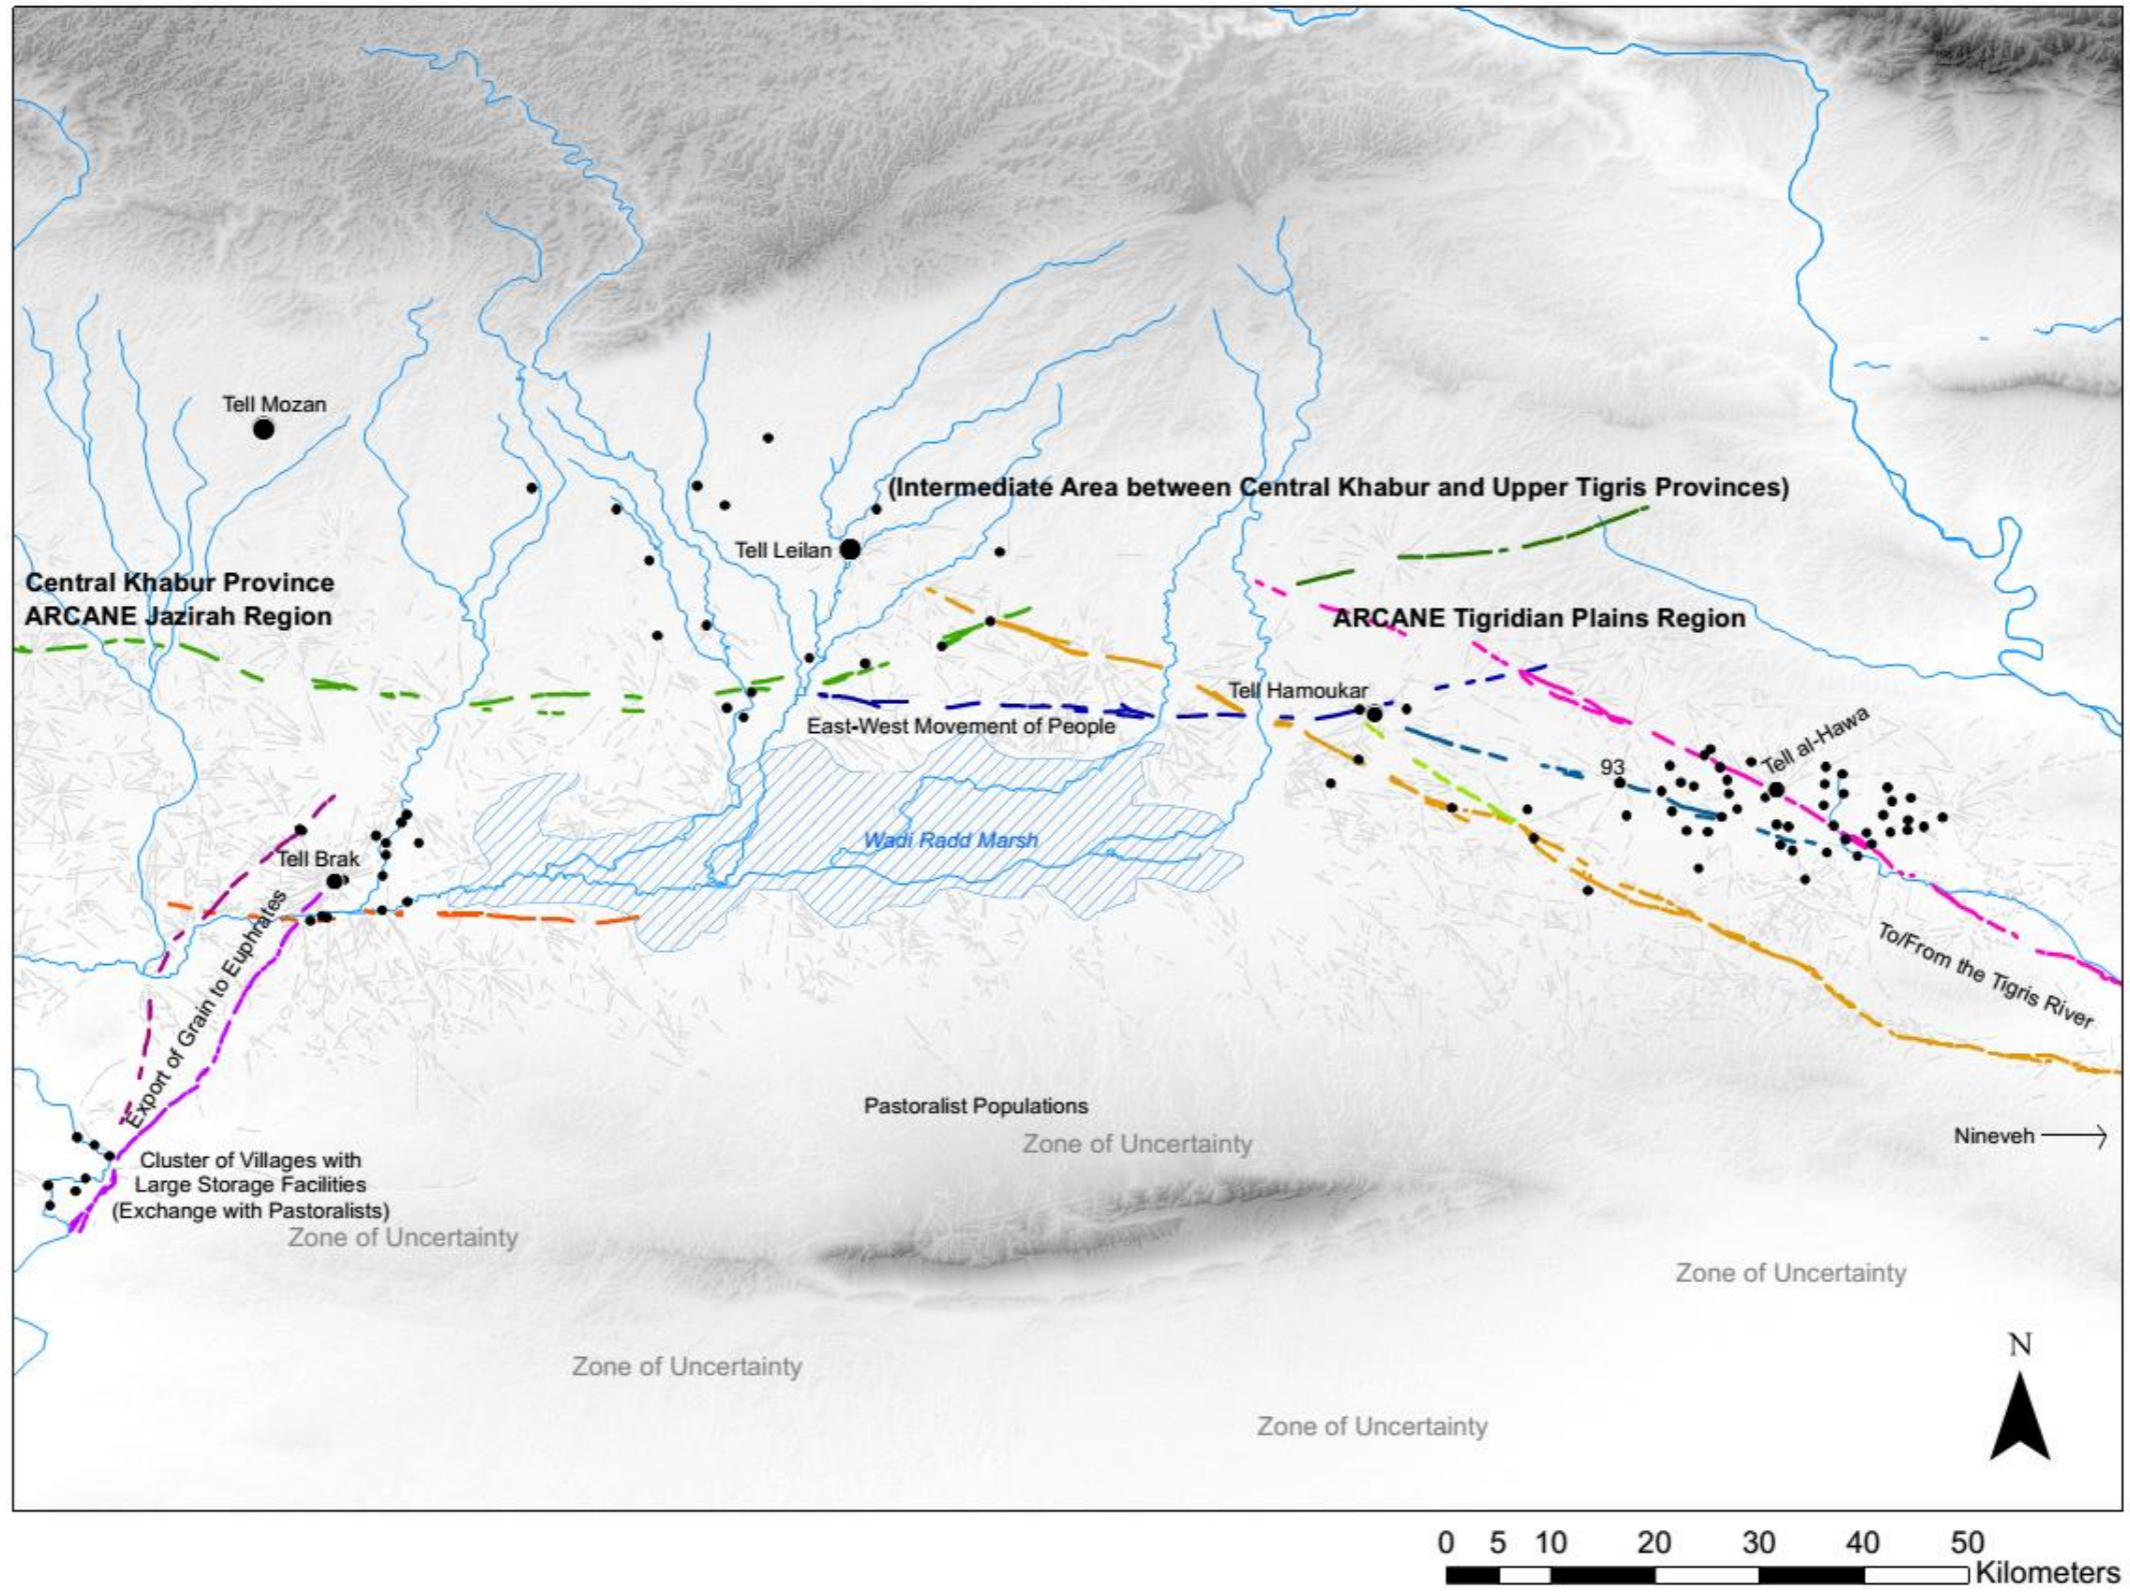 Tell Mozan
(Intermediate Area between Central Khabur and Upper Tigris Provinces)
Tell Leilan
Central Khabur Province
ARCANE Jazirah Region
ARCANE Tigridian Plains Region
Tell Hamoukar
East-West Movement of People
Tell al-Hawa
93
Wadi Radd Marsh
Tell Brak
Export of Grain to Euphrates
To/From the Tigris River
Pastoralist Populations
Zone of Uncertainty
Nineveh
Cluster of Villages with
Large Storage Facilities
(Exchange with Pastoralists)
Zone of Uncertainty
Zone of Uncertainty
Zone of Uncertainty
Zone of Uncertainty
N
0 5 10 20 30 40 50
Kilometers